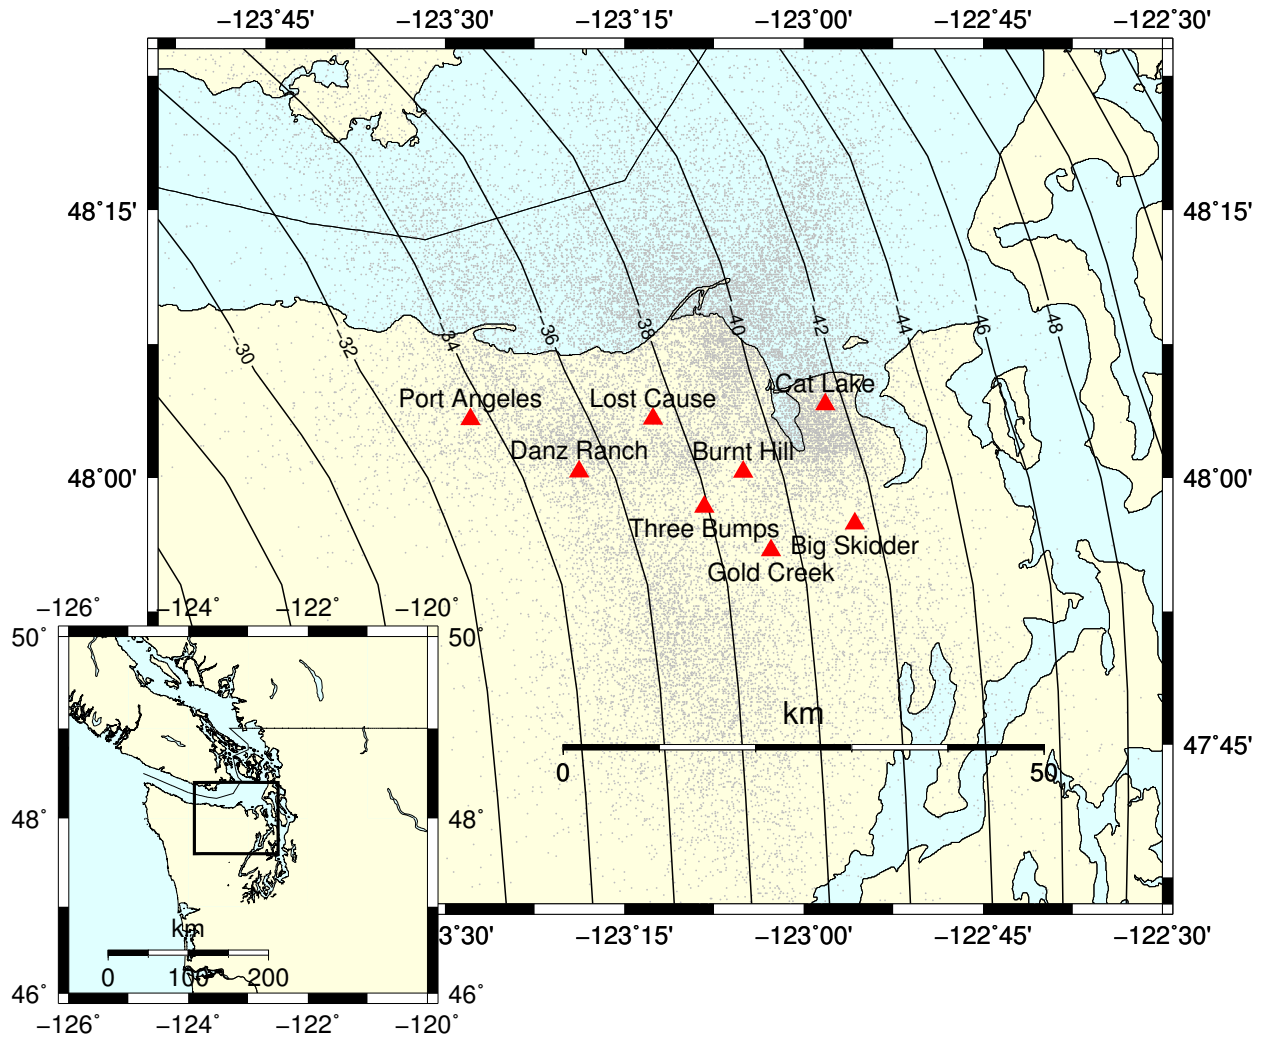 −123˚45' −123˚30' −123˚15' −123˚00' −122˚45' −122˚30'
48˚15' 48˚15'
−30 −32 −34 −36 −38 −40 −42 −44 −46 −48
Cat Lake
Port Angeles Lost Cause
Danz Ranch Burnt Hill
48˚00' 48˚00'
Three Bumps
Big Skidder
Gold Creek
−126˚ −124˚ −122˚ −120˚
50˚ 50˚
km
47˚45'
0 50
48˚ 48˚
km
3˚30' −123˚15' −123˚00' −122˚45' −122˚30'
0 100 200
46˚ 46˚
−126˚ −124˚ −122˚ −120˚